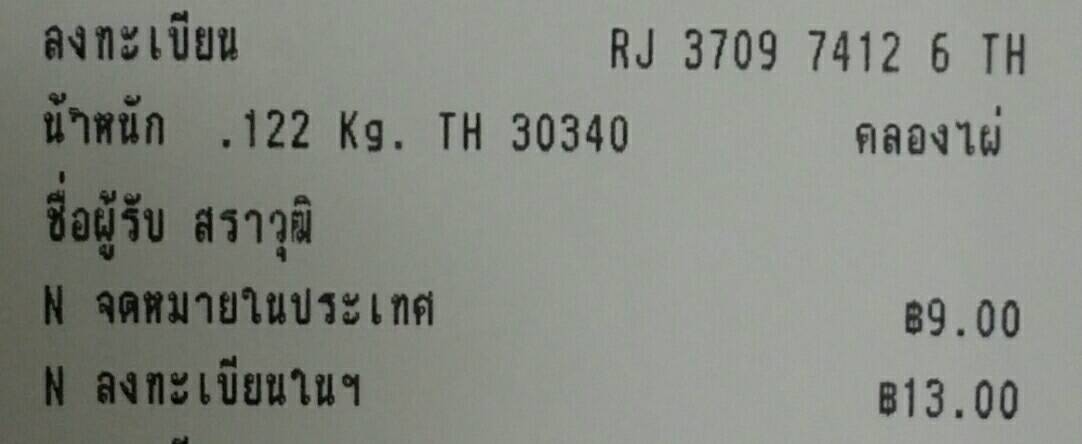 ลงทะเบียน RJ 3709 7412 6 TH
น้ำหนัก .122 Kg. TH 30340 คลองไผ่
ชื่อผู้รับ สราวุฒิ
N จดหมายในประเทศ ฿9.00
N ลงทะเบียนในฯ ฿13.00